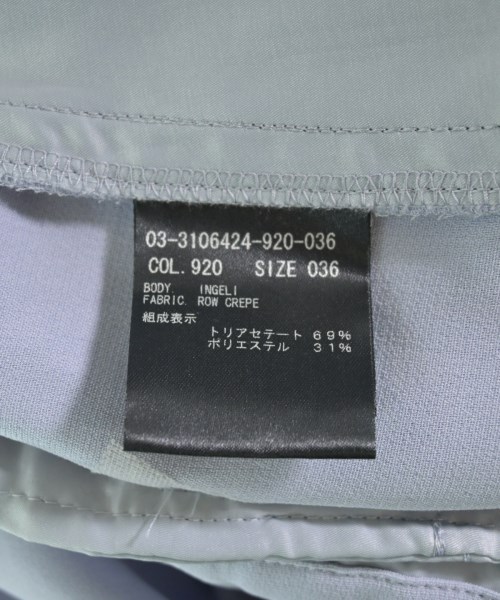 03-3106424-920-036
COL. 920 SIZE 036
BODY. INGELI
FABRIC. ROW CREPE
組成表示
トリアセテート 69%
ポリエステル 31%